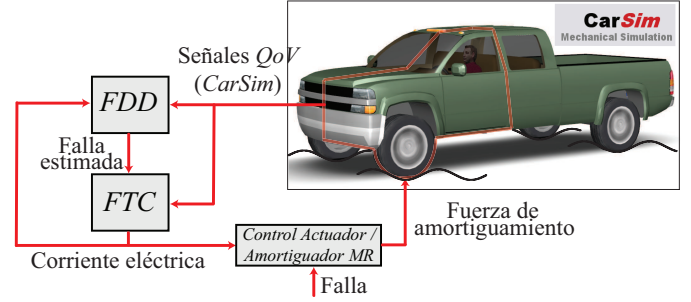 CarSim
Mechanical Simulation
Señales QoV
(CarSim)
FDD
Falla
estimada
FTC
Fuerza de
amortiguamiento
Control Actuador /
Amortiguador MR
Corriente eléctrica
Falla